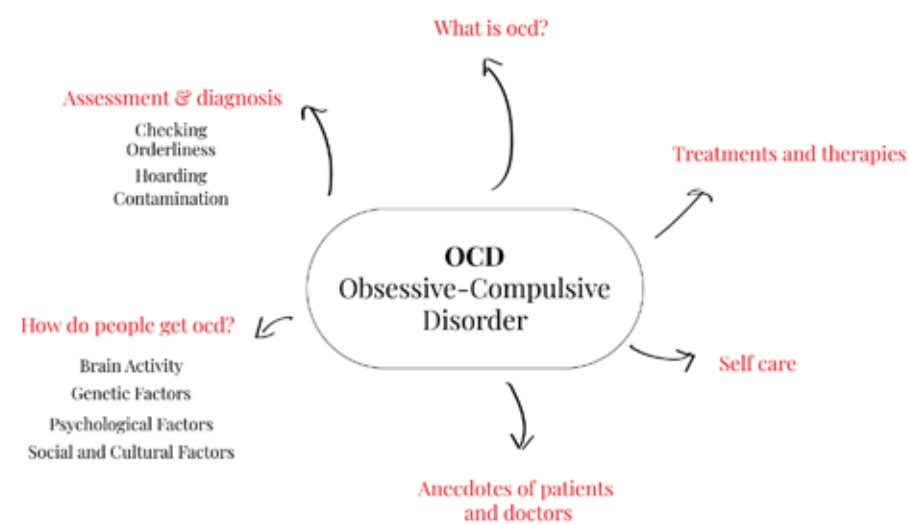 What is ocd?
Assessment & diagnosis
Checking
Orderliness
Hoarding
Contamination
Treatments and therapies
OCD
Obsessive-Compulsive
Disorder
How do people get ocd?
Brain Activity
Genetic Factors
Psychological Factors
Social and Cultural Factors
Self care
Anecdotes of patients
and doctors